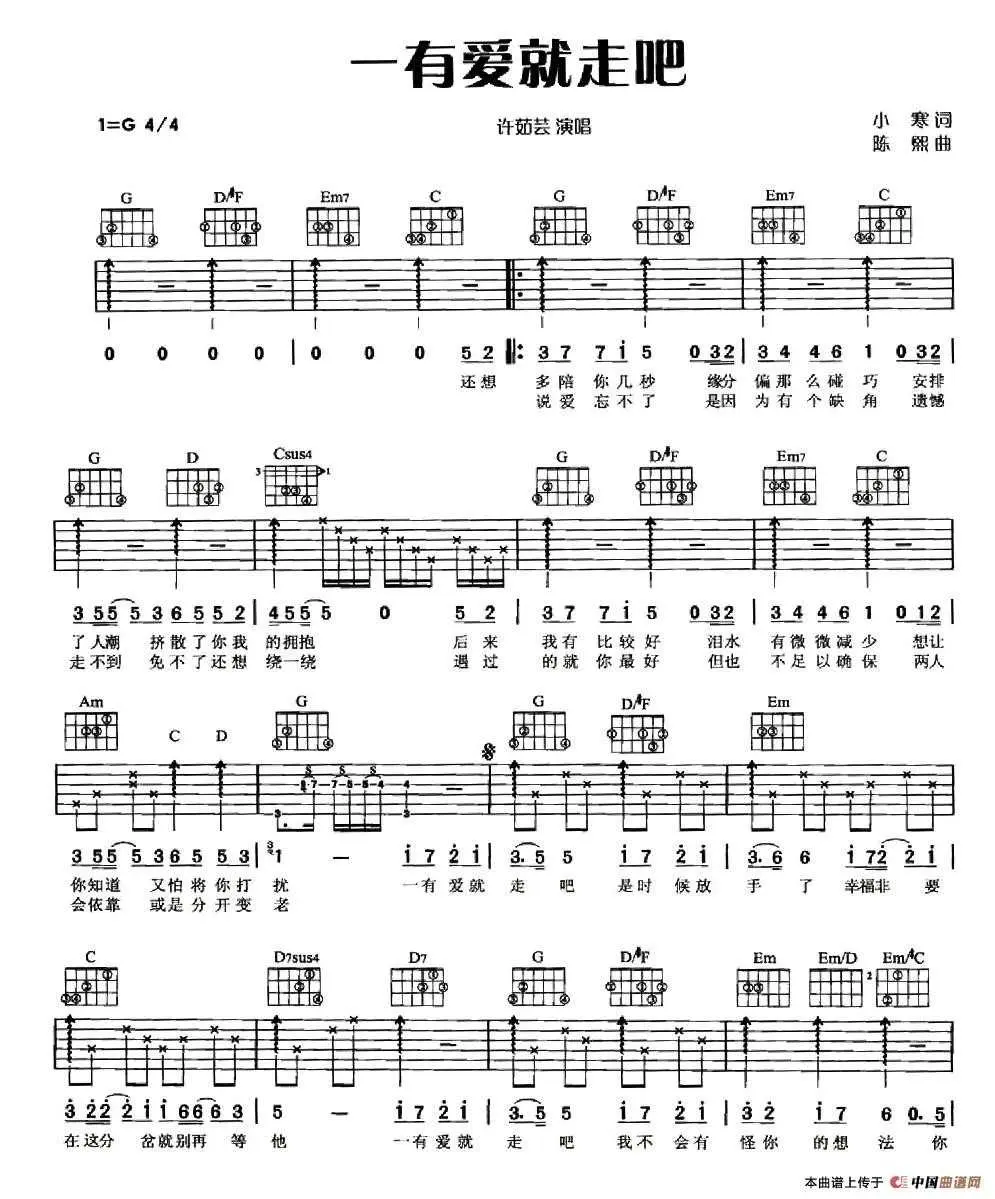 一有爱就走吧
1=G 4/4
许茹芸 演唱
小 寒 词
陈 熙 曲
G D/#F Em7 C G D/#F Em7 C
0 0 0 0 | 0 0 0 5 2 |: 3 7 7 i 5 0 3 2 | 3 4 4 6 1 0 3 2 |
还想 多陪你几秒 缘分 偏那么碰巧 安排
说爱忘不了 是因 为有个缺角 遗憾
G D Csus4 G D/#F Em7 C
3 1
3 5 5 5 3 6 5 5 2 | 4 5 5 5 0 5 2 | 3 7 7 i 5 0 3 2 | 3 4 4 6 1 0 1 2 |
了人潮 挤散了你我 的拥抱 后来 我有比较好 泪水 有微微减少 想让
走不到 免不了还想 绕一绕 遇过 的就你最好 但也 不足以确保 两人
Am C D G G D/#F Em
S S S
8 7 7 5 5 4 4
3 3
3 5 5 5 3 6 5 5 3 | 3 1 — i 7 2 i | 3. 5 5 i 7 2 i | 3. 6 6 i 7 2 2 i |
你知道 又怕将你打 扰 一有爱就 走吧 是时候放 手了 幸福非要
会依靠 或是分开变 老
C D7sus4 D7 G D/#F Em Em/D Em/#C
2
3 2 2 2 i i 6 6 6 3 | 5 — i 7 2 i | 3. 5 5 i 7 2 i | 2 2 i 7 6 0. 5 |
在这分 岔就别再 等 他 一有爱就 走吧 我不会有 怪你的想法 你
本曲谱上传于 中国曲谱网